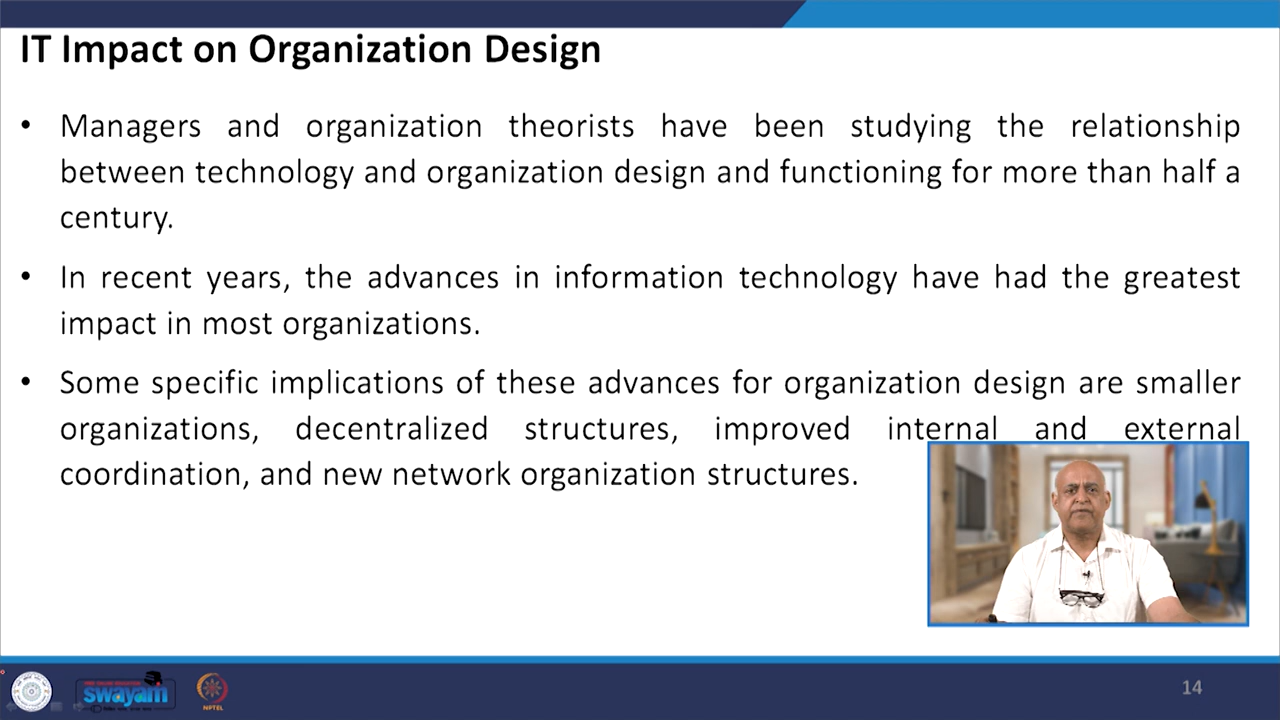 IT Impact on Organization Design
• Managers and organization theorists have been studying the relationship
between technology and organization design and functioning for more than half a
century.
• In recent years, the advances in information technology have had the greatest
impact in most organizations.
• Some specific implications of these advances for organization design are smaller
organizations, decentralized structures, improved internal and external
coordination, and new network organization structures.
swayam
NPTEL
14